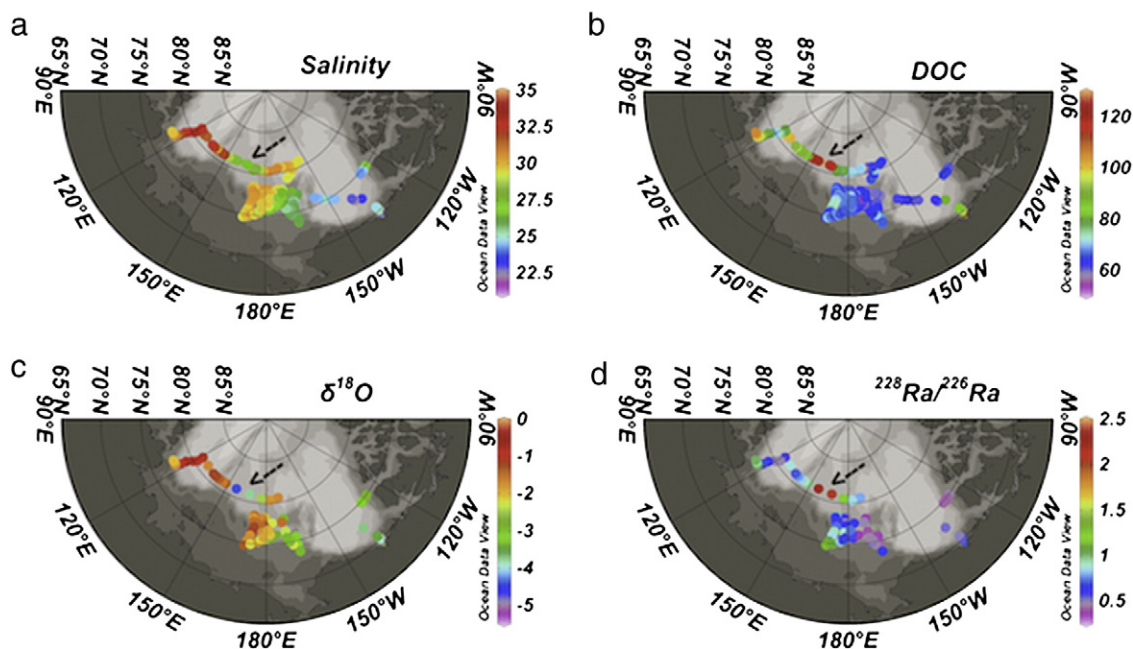 a
65°N 70°N 75°N 80°N 85°N
Salinity
90°E
90°W
120°E
120°W
150°E
150°W
180°E
35
32.5
30
27.5
25
22.5
Ocean Data View
b
65°N 70°N 75°N 80°N 85°N
DOC
90°E
90°W
120°E
120°W
150°E
150°W
180°E
120
100
80
60
Ocean Data View
c
65°N 70°N 75°N 80°N 85°N
δ¹⁸O
90°E
90°W
120°E
120°W
150°E
150°W
180°E
0
-1
-2
-3
-4
-5
Ocean Data View
d
65°N 70°N 75°N 80°N 85°N
²²⁸Ra/²²⁶Ra
90°E
90°W
120°E
120°W
150°E
150°W
180°E
2.5
2
1.5
1
0.5
Ocean Data View